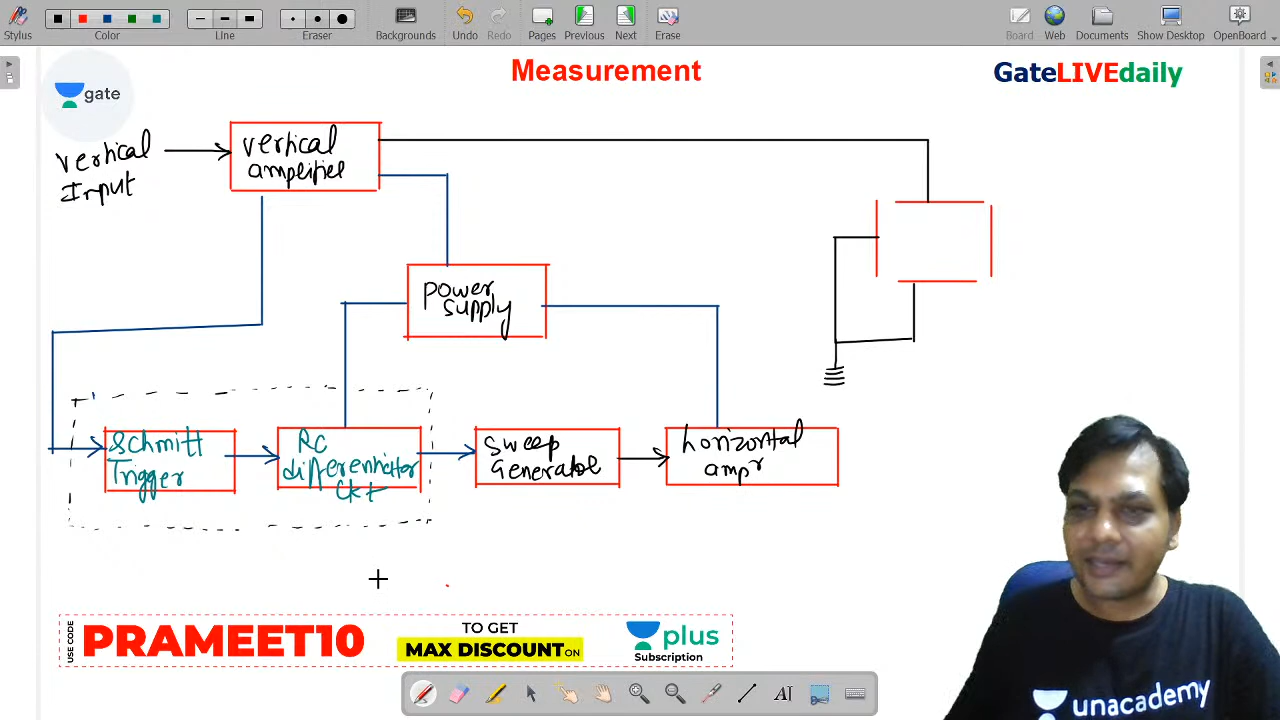 Stylus
Color
Line
Eraser
Backgrounds
Undo
Redo
Pages
Previous
Next
Erase
Board
Web
Documents
Show Desktop
OpenBoard
gate
Measurement
GateLIVEdaily
Vertical
Input
vertical
amplifier
power
supply
Schmitt
Trigger
RC
differentiator
Ckt
Sweep
Generator
horizontal
ampr
USE CODE
PRAMEET10
TO GET
MAX DISCOUNT ON
plus
Subscription
unacademy